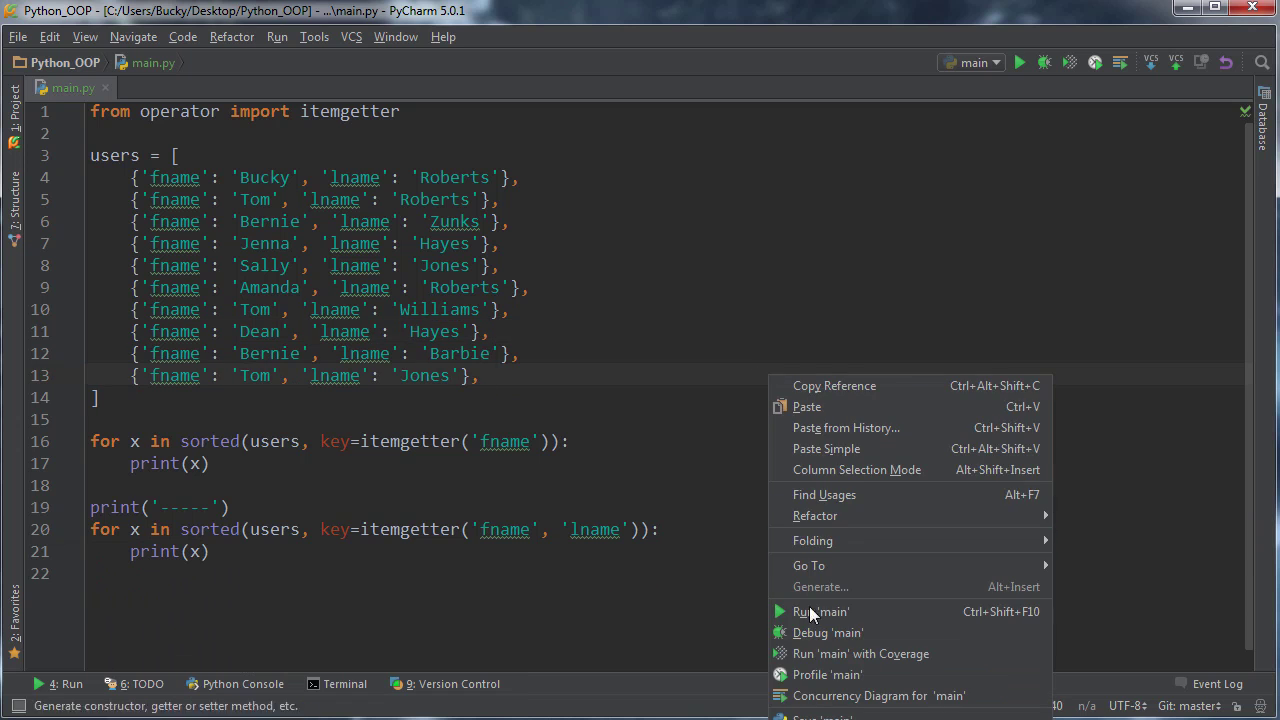 Python_OOP - [C:/Users/Bucky/Desktop/Python_OOP] - ...\main.py - PyCharm 5.0.1
File Edit View Navigate Code Refactor Run Tools VCS Window Help
Python_OOP main.py main VCS VCS
main.py
1: Project
7: Structure
2: Favorites
Database
1 from operator import itemgetter
2
3 users = [
4 {'fname': 'Bucky', 'lname': 'Roberts'},
5 {'fname': 'Tom', 'lname': 'Roberts'},
6 {'fname': 'Bernie', 'lname': 'Zunks'},
7 {'fname': 'Jenna', 'lname': 'Hayes'},
8 {'fname': 'Sally', 'lname': 'Jones'},
9 {'fname': 'Amanda', 'lname': 'Roberts'},
10 {'fname': 'Tom', 'lname': 'Williams'},
11 {'fname': 'Dean', 'lname': 'Hayes'},
12 {'fname': 'Bernie', 'lname': 'Barbie'},
13 {'fname': 'Tom', 'lname': 'Jones'},
14 ]
15
16 for x in sorted(users, key=itemgetter('fname')):
17 print(x)
18
19 print('-----')
20 for x in sorted(users, key=itemgetter('fname', 'lname')):
21 print(x)
22
Copy Reference Ctrl+Alt+Shift+C
Paste Ctrl+V
Paste from History... Ctrl+Shift+V
Paste Simple Ctrl+Alt+Shift+V
Column Selection Mode Alt+Shift+Insert
Find Usages Alt+F7
Refactor
Folding
Go To
Generate... Alt+Insert
Run 'main' Ctrl+Shift+F10
Debug 'main'
Run 'main' with Coverage
Profile 'main'
Concurrency Diagram for 'main'
Save 'main'
4: Run 6: TODO Python Console Terminal 9: Version Control Event Log
Generate constructor, getter or setter method, etc. 40 n/a UTF-8 Git: master